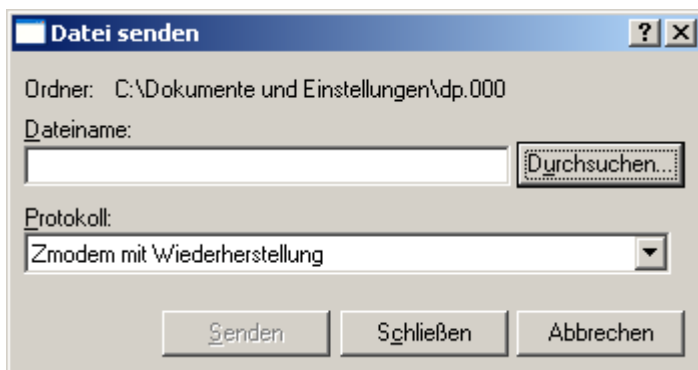 Datei senden
Ordner: C:\Dokumente und Einstellungen\dp.000
Dateiname:
Durchsuchen...
Protokoll:
Zmodem mit Wiederherstellung
Senden Schließen Abbrechen